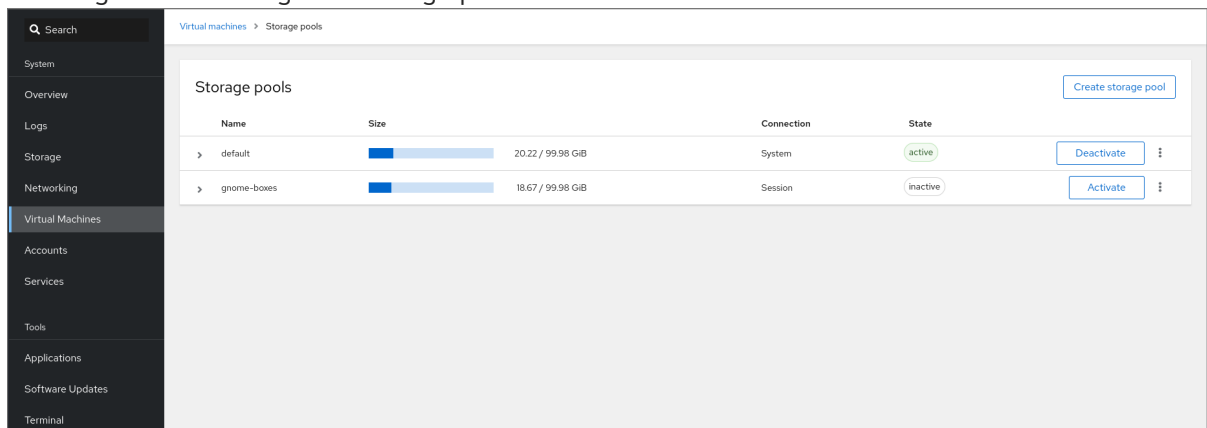 Search
Virtual machines > Storage pools
System
Overview
Logs
Storage
Networking
Virtual Machines
Accounts
Services
Tools
Applications
Software Updates
Terminal
Storage pools
Create storage pool
Name Size Connection State
default 20.22 / 99.98 GiB System active Deactivate
gnome-boxes 18.67 / 99.98 GiB Session inactive Activate